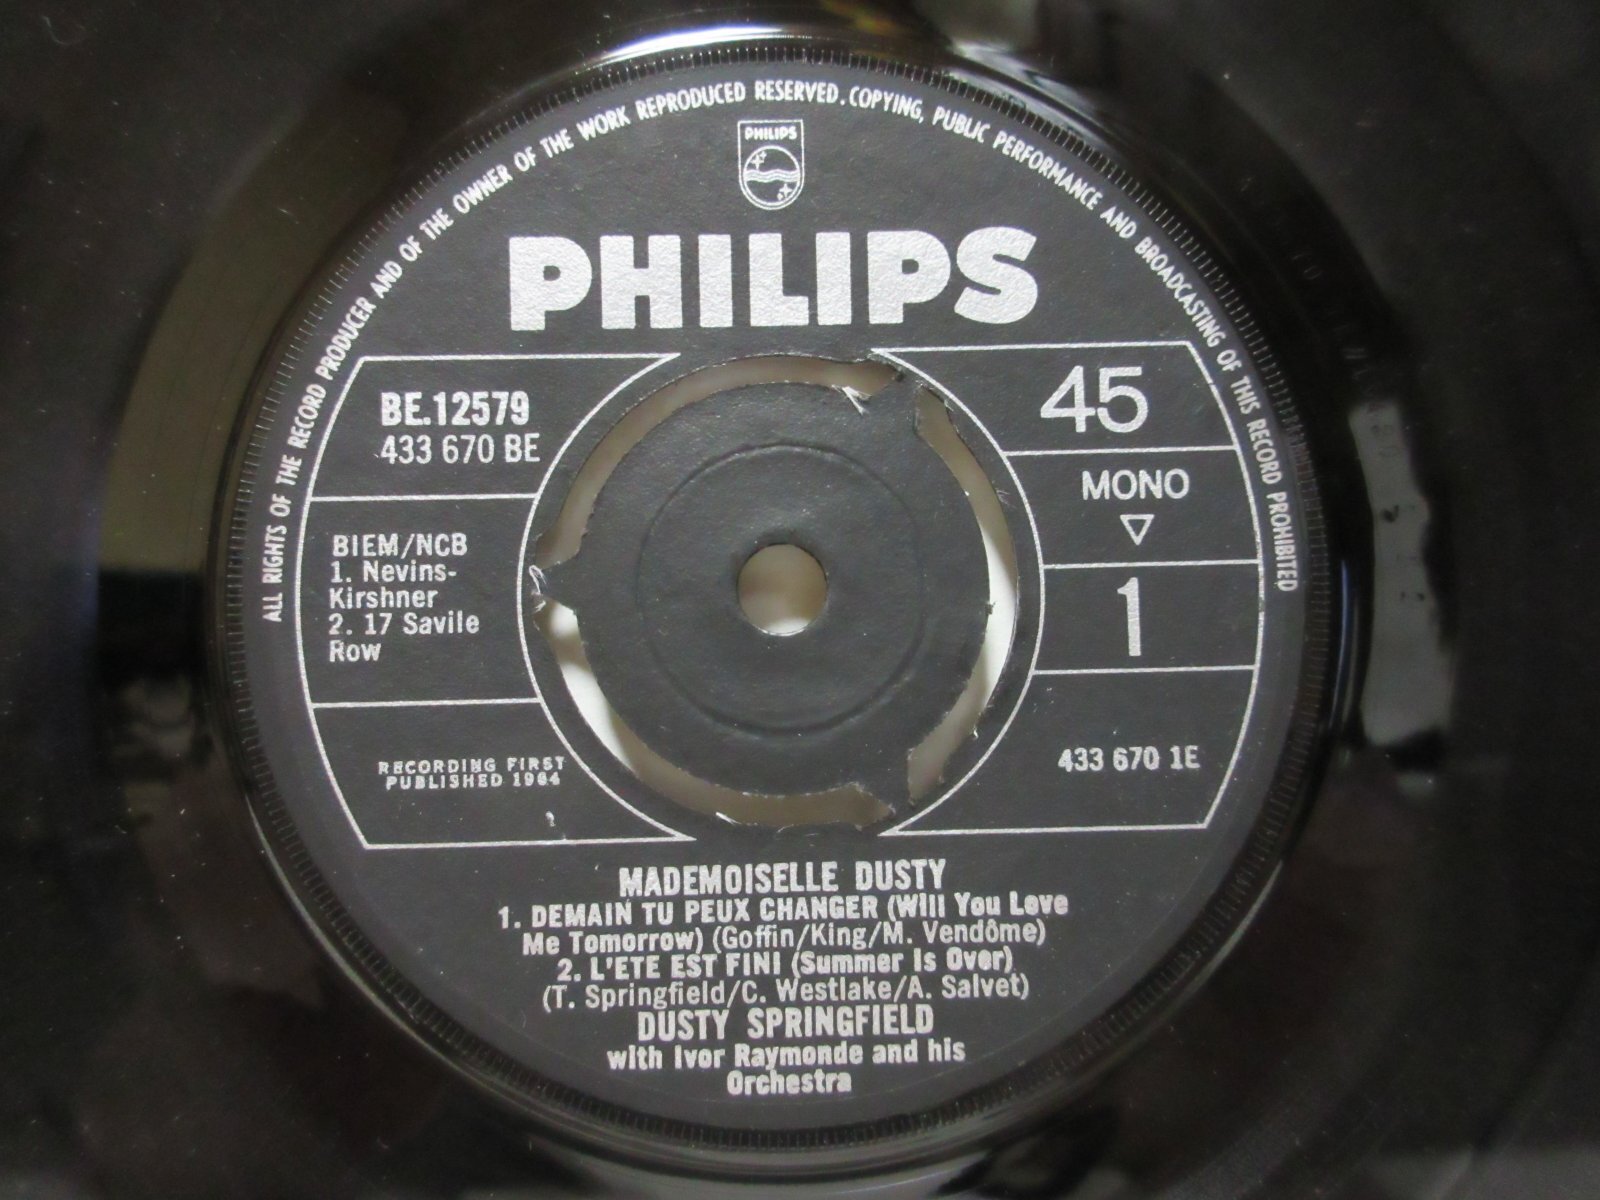 ALL RIGHTS OF THE RECORD PRODUCER AND OF THE OWNER OF THE WORK REPRODUCED RESERVED. COPYING, PUBLIC PERFORMANCE AND BROADCASTING OF THIS RECORD PROHIBITED
PHILIPS
PHILIPS
BE.12579
433 670 BE
BIEM/NCB
1. Nevins-
Kirshner
2. 17 Savile
Row
RECORDING FIRST
PUBLISHED 1964
45
MONO
1
433 670 1E
MADEMOISELLE DUSTY
1. DEMAIN TU PEUX CHANGER (Will You Love
Me Tomorrow) (Goffin/King/M. Vendôme)
2. L'ETE EST FINI (Summer Is Over)
(T. Springfield/C. Westlake/A. Salvet)
DUSTY SPRINGFIELD
with Ivor Raymonde and his
Orchestra